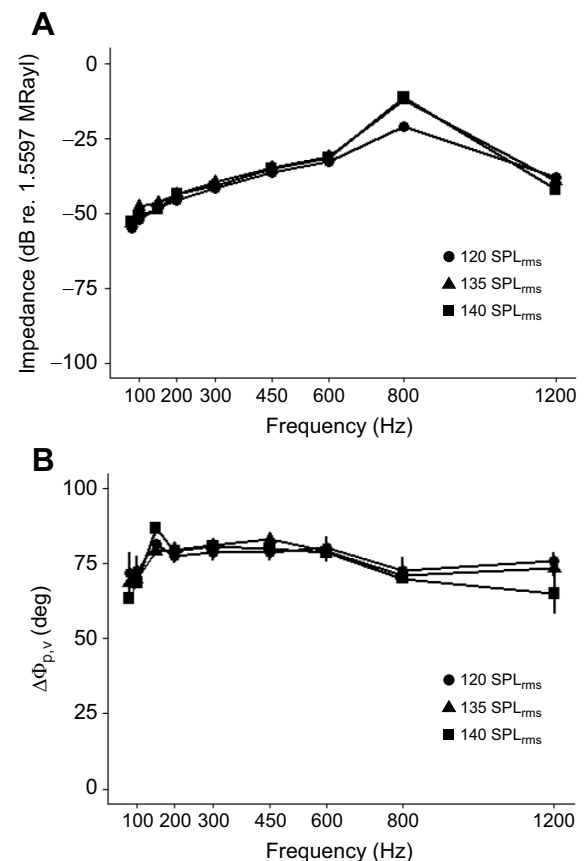 A
Impedance (dB re. 1.5597 MRayl)
0
−25
−50
−75
−100
120 SPLrms
135 SPLrms
140 SPLrms
100 200 300 450 600 800 1200
Frequency (Hz)
B
ΔΦp,v (deg)
100
75
50
25
0
120 SPLrms
135 SPLrms
140 SPLrms
100 200 300 450 600 800 1200
Frequency (Hz)